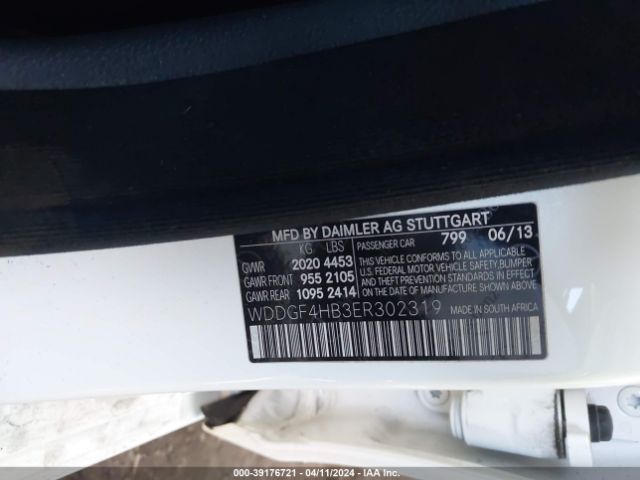 MFD BY DAIMLER AG STUTTGART
KG LBS PASSENGER CAR 799 06/13
GVWR 2020 4453
GAWR FRONT 955 2105
GAWR REAR 1095 2414
THIS VEHICLE CONFORMS TO ALL APPLICABLE
U.S. FEDERAL MOTOR VEHICLE SAFETY, BUMPER
AND THEFT PREVENTION STANDARDS IN EFFECT
ON THE DATE OF MANUFACTURE SHOWN ABOVE.
WDDGF4HB3ER302319 MADE IN SOUTH AFRICA
000-39176721 - 04/11/2024 - IAA Inc.